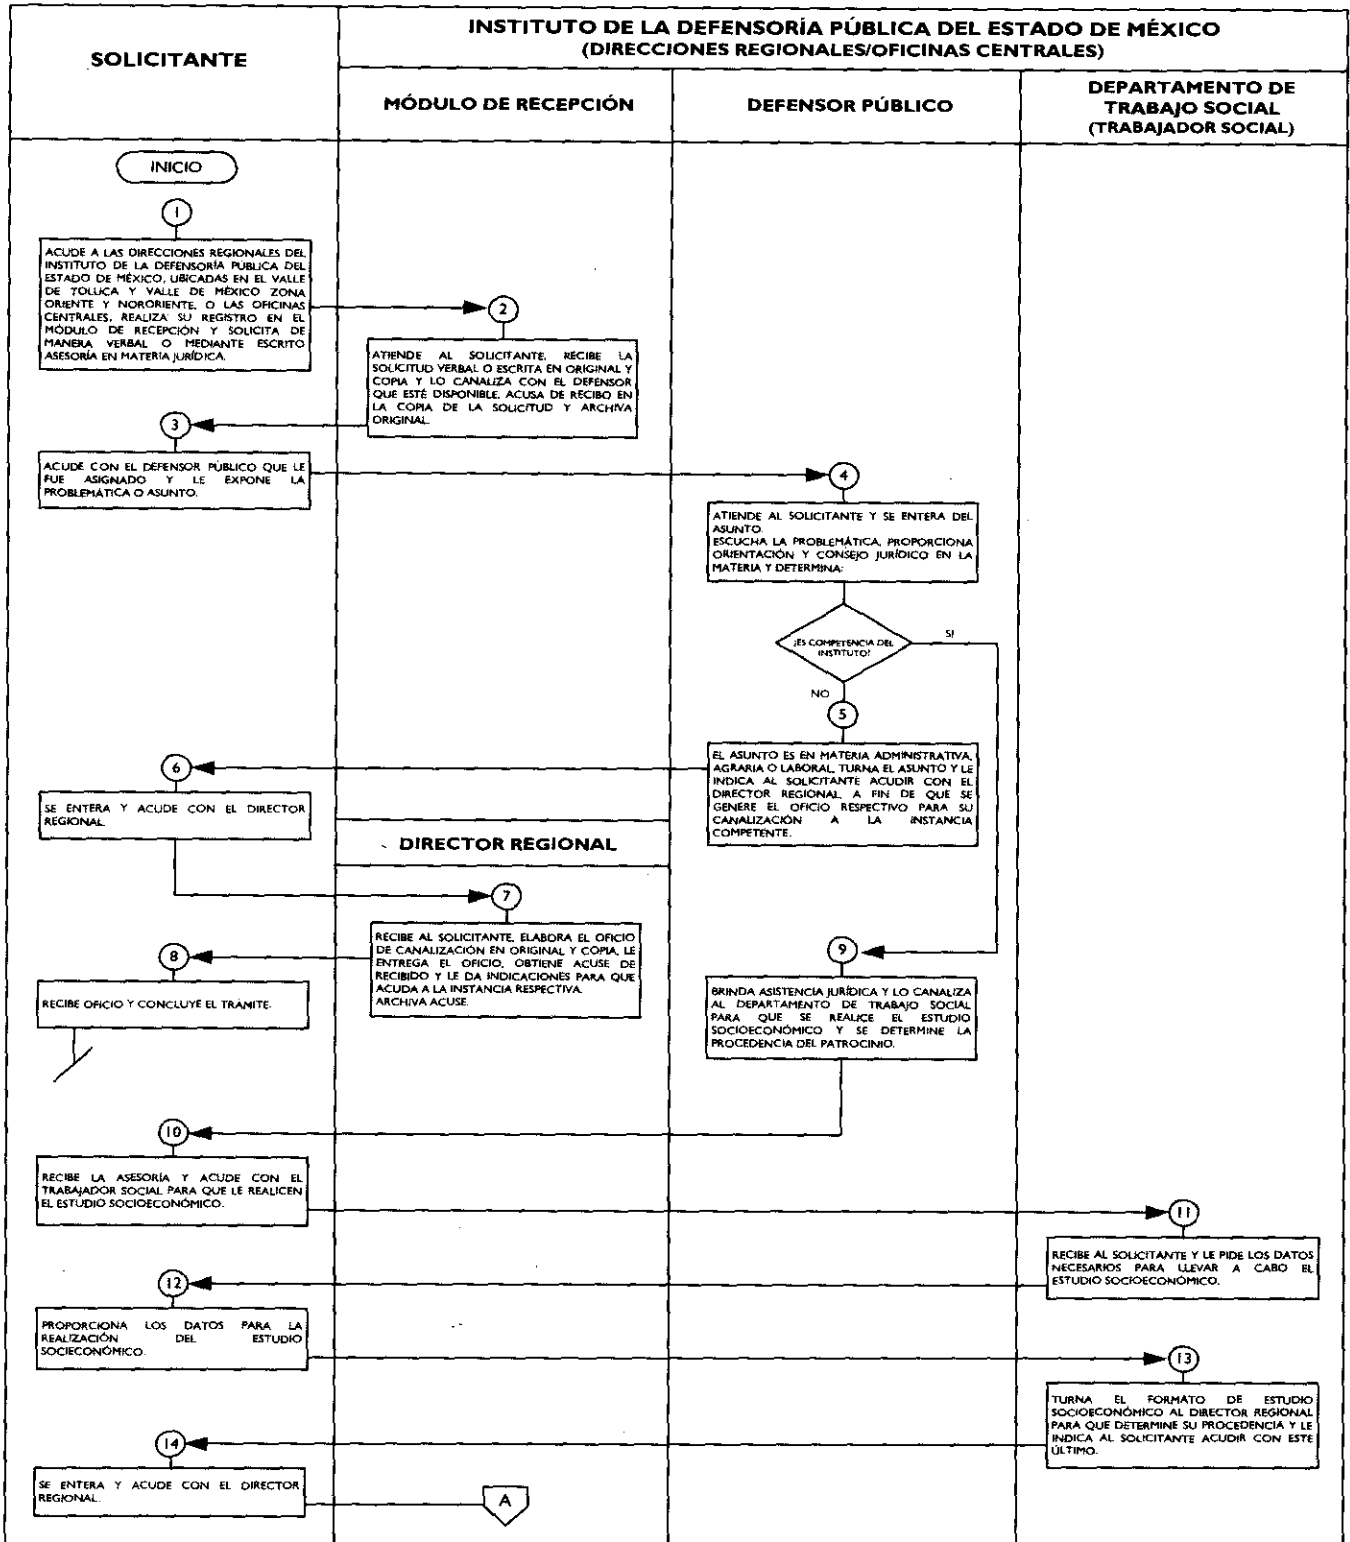 SOLICITANTE
INSTITUTO DE LA DEFENSORÍA PÚBLICA DEL ESTADO DE MÉXICO
(DIRECCIONES REGIONALES/OFICINAS CENTRALES)
MÓDULO DE RECEPCIÓN
DEFENSOR PÚBLICO
DEPARTAMENTO DE
TRABAJO SOCIAL
(TRABAJADOR SOCIAL)
INICIO
1
ACUDE A LAS DIRECCIONES REGIONALES DEL
INSTITUTO DE LA DEFENSORÍA PÚBLICA DEL
ESTADO DE MÉXICO, UBICADAS EN EL VALLE
DE TOLUCA Y VALLE DE MÉXICO ZONA
ORIENTE Y NORORIENTE, O LAS OFICINAS
CENTRALES, REALIZA SU REGISTRO EN EL
MÓDULO DE RECEPCIÓN Y SOLICITA DE
MANERA VERBAL O MEDIANTE ESCRITO
ASESORÍA EN MATERIA JURÍDICA.
2
ATIENDE AL SOLICITANTE, RECIBE LA
SOLICITUD VERBAL O ESCRITA EN ORIGINAL Y
COPIA Y LO CANALIZA CON EL DEFENSOR
QUE ESTÉ DISPONIBLE, ACUSA DE RECIBO EN
LA COPIA DE LA SOLICITUD Y ARCHIVA
ORIGINAL.
3
ACUDE CON EL DEFENSOR PÚBLICO QUE LE
FUE ASIGNADO Y LE EXPONE LA
PROBLEMÁTICA O ASUNTO.
4
ATIENDE AL SOLICITANTE Y SE ENTERA DEL
ASUNTO.
ESCUCHA LA PROBLEMÁTICA, PROPORCIONA
ORIENTACIÓN Y CONSEJO JURÍDICO EN LA
MATERIA Y DETERMINA:
¿ES COMPETENCIA DEL
INSTITUTO?
SI
NO
5
EL ASUNTO ES EN MATERIA ADMINISTRATIVA,
AGRARIA O LABORAL, TURNA EL ASUNTO Y LE
INDICA AL SOLICITANTE ACUDIR CON EL
DIRECTOR REGIONAL, A FIN DE QUE SE
GENERE EL OFICIO RESPECTIVO PARA SU
CANALIZACIÓN A LA INSTANCIA
COMPETENTE.
6
SE ENTERA Y ACUDE CON EL DIRECTOR
REGIONAL.
DIRECTOR REGIONAL
7
RECIBE AL SOLICITANTE, ELABORA EL OFICIO
DE CANALIZACIÓN EN ORIGINAL Y COPIA, LE
ENTREGA EL OFICIO, OBTIENE ACUSE DE
RECIBIDO Y LE DA INDICACIONES PARA QUE
ACUDA A LA INSTANCIA RESPECTIVA.
ARCHIVA ACUSE.
8
RECIBE OFICIO Y CONCLUYE EL TRÁMITE.
9
BRINDA ASISTENCIA JURÍDICA Y LO CANALIZA
AL DEPARTAMENTO DE TRABAJO SOCIAL
PARA QUE SE REALICE EL ESTUDIO
SOCIOECONÓMICO Y SE DETERMINE LA
PROCEDENCIA DEL PATROCINIO.
10
RECIBE LA ASESORÍA Y ACUDE CON EL
TRABAJADOR SOCIAL PARA QUE LE REALICEN
EL ESTUDIO SOCIOECONÓMICO.
11
RECIBE AL SOLICITANTE Y LE PIDE LOS DATOS
NECESARIOS PARA LLEVAR A CABO EL
ESTUDIO SOCIOECONÓMICO.
12
PROPORCIONA LOS DATOS PARA LA
REALIZACIÓN DEL ESTUDIO
SOCIECONÓMICO.
13
TURNA EL FORMATO DE ESTUDIO
SOCIOECONÓMICO AL DIRECTOR REGIONAL
PARA QUE DETERMINE SU PROCEDENCIA Y LE
INDICA AL SOLICITANTE ACUDIR CON ESTE
ÚLTIMO.
14
SE ENTERA Y ACUDE CON EL DIRECTOR
REGIONAL.
A